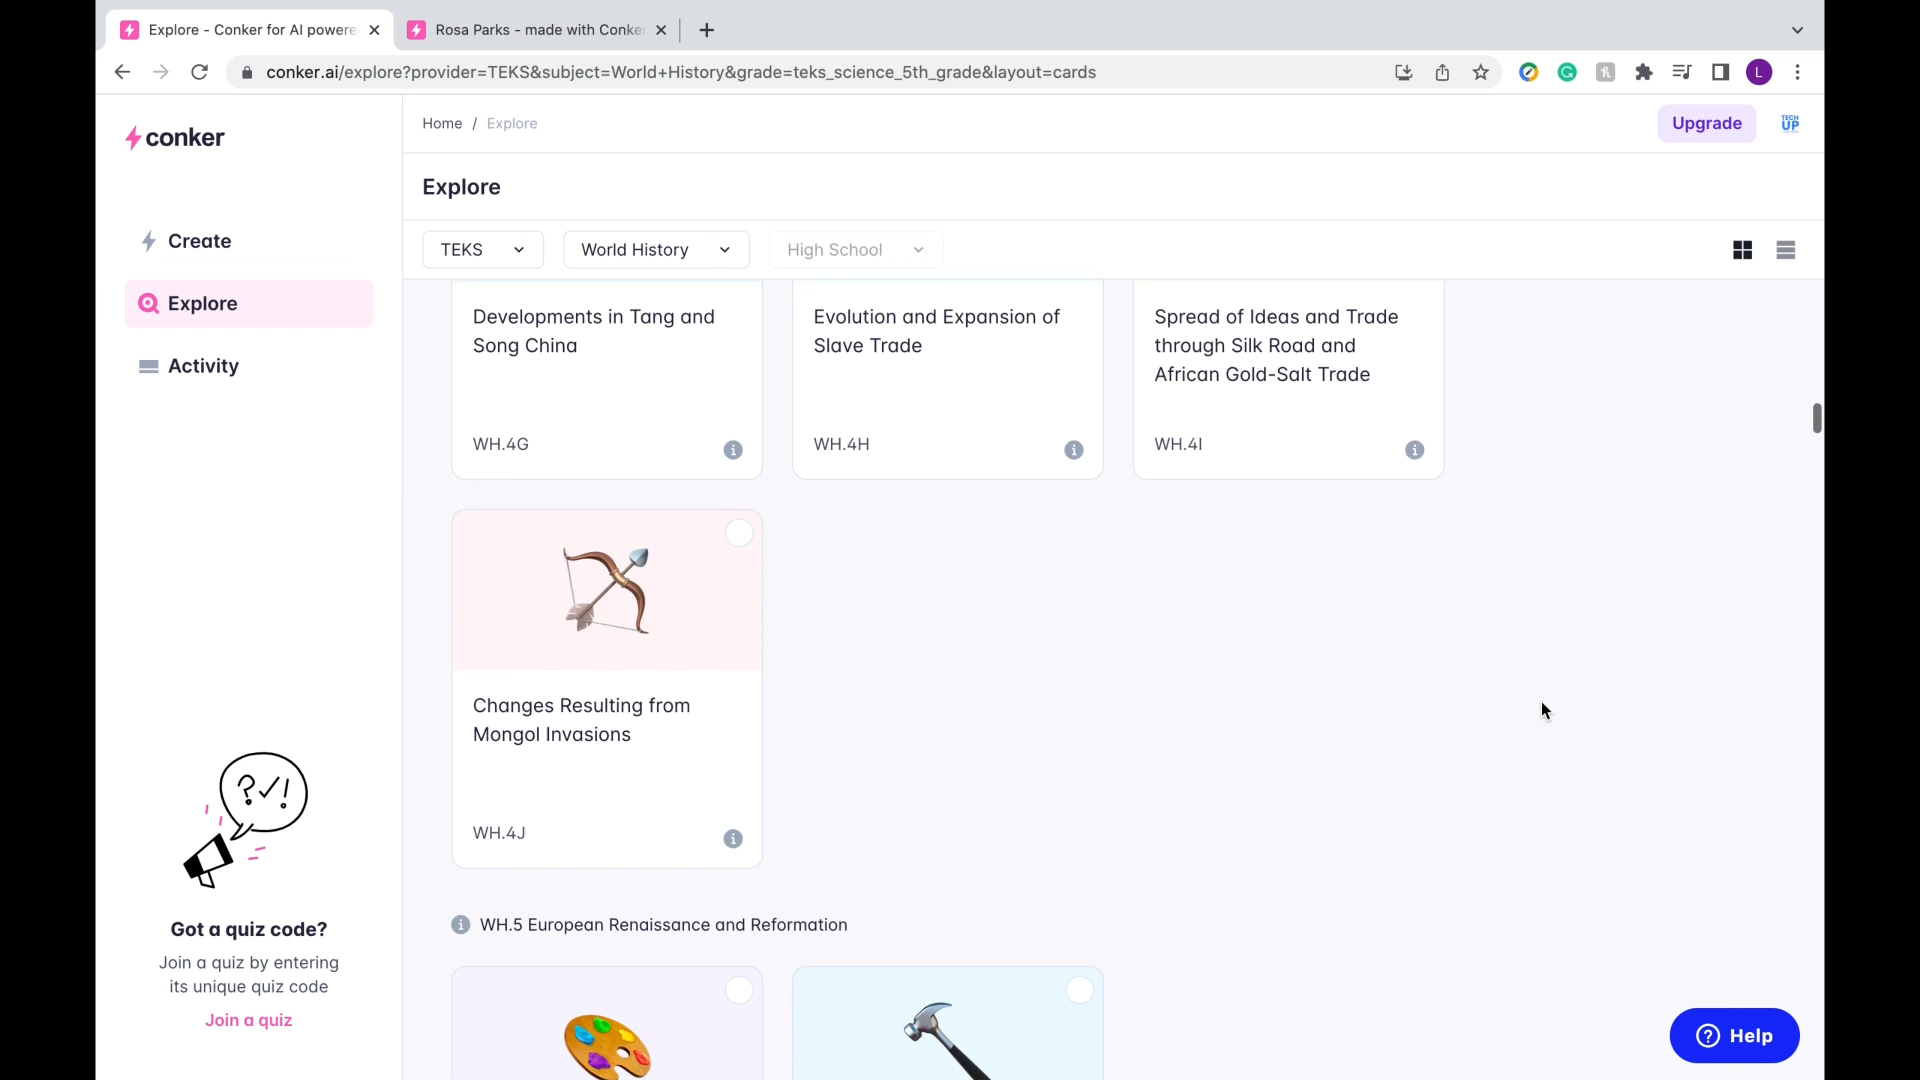 Explore - Conker for AI powere
Rosa Parks - made with Conke
conker.ai/explore?provider=TEKS&subject=World+History&grade=teks_science_5th_grade&layout=cards
L
conker
Home / Explore
Upgrade
TECH
UP
Explore
Create
TEKS
World History
High School
Explore
Developments in Tang and
Song China
Evolution and Expansion of
Slave Trade
Spread of Ideas and Trade
through Silk Road and
African Gold-Salt Trade
Activity
WH.4G
WH.4H
WH.4I
Changes Resulting from
Mongol Invasions
?✓!
WH.4J
Got a quiz code?
WH.5 European Renaissance and Reformation
Join a quiz by entering
its unique quiz code
Join a quiz
Help